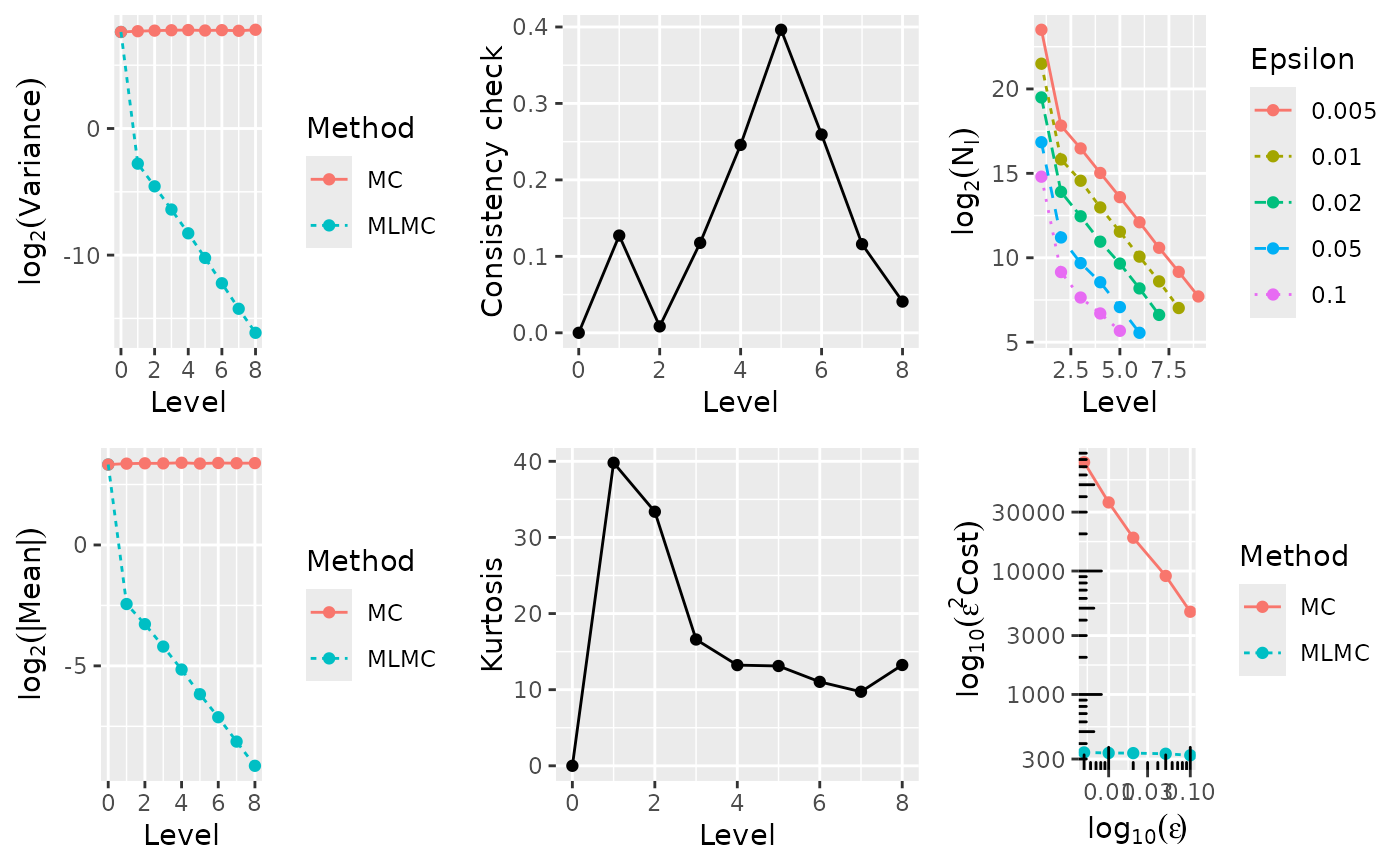 log2(Variance)
0
-10
0 2 4 6 8
Level
Method
MC
MLMC
Consistency check
0.4
0.3
0.2
0.1
0.0
0 2 4 6 8
Level
log2(Nl)
20
15
10
5
2.5 5.0 7.5
Level
Epsilon
0.005
0.01
0.02
0.05
0.1
log2(|Mean|)
0
-5
0 2 4 6 8
Level
Method
MC
MLMC
Kurtosis
40
30
20
10
0
0 2 4 6 8
Level
log10(ε2Cost)
30000
10000
3000
1000
300
0.01 0.03 0.10
log10(ε)
Method
MC
MLMC